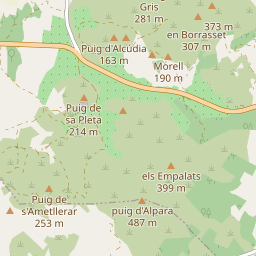 Gris
281 m
373 m
en Borrasset
307 m
Puig d'Alcúdia
163 m
Morell
190 m
Puig de
sa Pleta
214 m
els Empalats
399 m
Puig de
s'Ametllerar
253 m
puig d'Alpara
487 m